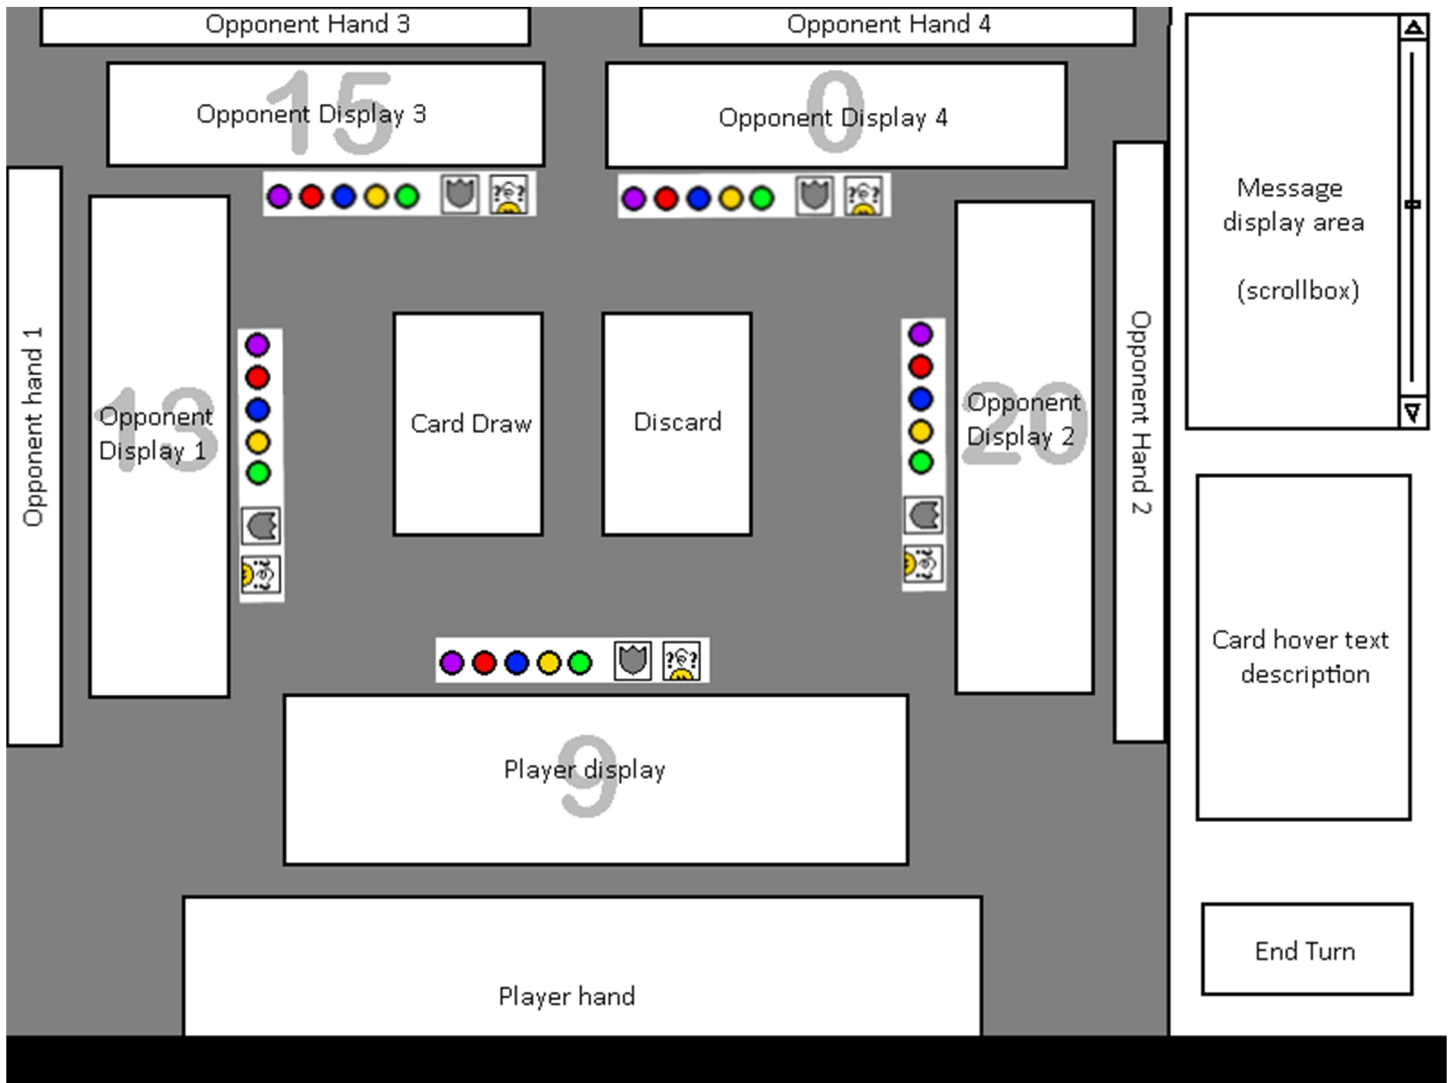 Opponent Hand 3
Opponent Hand 4
15
Opponent Display 3
0
Opponent Display 4
Message
display area
(scrollbox)
Opponent hand 1
13
Opponent
Display 1
Card Draw
Discard
20
Opponent
Display 2
Opponent Hand 2
Card hover text
description
9
Player display
End Turn
Player hand